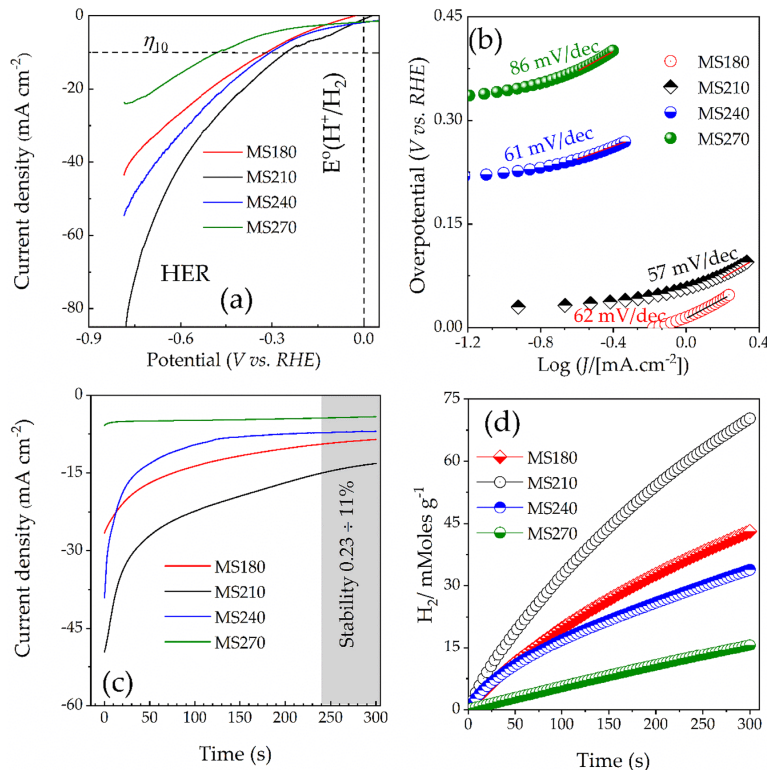 0
-20
-40
-60
-80
Current density (mA cm⁻²)
η₁₀
E⁰(H⁺/H₂)
MS180
MS210
MS240
MS270
HER
(a)
-0.9
-0.6
-0.3
0.0
Potential (V vs. RHE)
(b)
0.45
0.30
0.15
0.00
Overpotential (V vs. RHE)
86 mV/dec
61 mV/dec
57 mV/dec
62 mV/dec
MS180
MS210
MS240
MS270
-1.2
-0.8
-0.4
0.0
0.4
Log (J/[mA.cm⁻²])
0
-15
-30
-45
-60
Current density (mA cm⁻²)
MS180
MS210
MS240
MS270
Stability 0.23 ÷ 11%
(c)
0
50
100
150
200
250
300
Time (s)
(d)
75
60
45
30
15
0
H₂/ mMoles g⁻¹
MS180
MS210
MS240
MS270
0
50
100
150
200
250
300
Time (s)